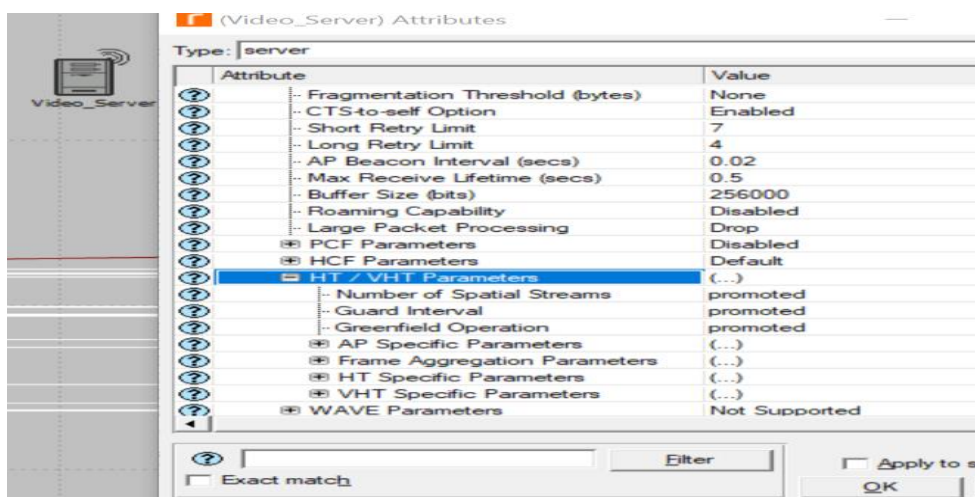 (Video_Server) Attributes
Type: server
Video_Server
Attribute Value
Fragmentation Threshold (bytes) None
CTS-to-self Option Enabled
Short Retry Limit 7
Long Retry Limit 4
AP Beacon Interval (secs) 0.02
Max Receive Lifetime (secs) 0.5
Buffer Size (bits) 256000
Roaming Capability Disabled
Large Packet Processing Drop
PCF Parameters Disabled
HCF Parameters Default
HT / VHT Parameters (...)
Number of Spatial Streams promoted
Guard Interval promoted
Greenfield Operation promoted
AP Specific Parameters (...)
Frame Aggregation Parameters (...)
HT Specific Parameters (...)
VHT Specific Parameters (...)
WAVE Parameters Not Supported
Filter
Apply to s
Exact match
OK